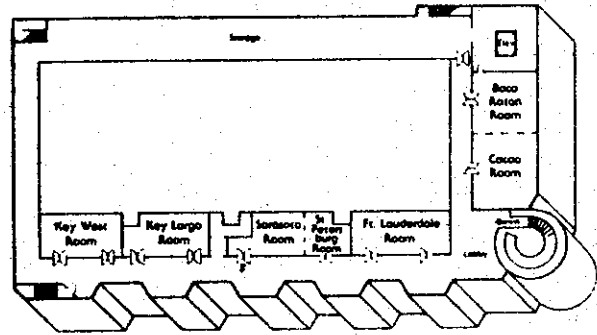 Storage
Elev
Boca
Raton
Room
Cocoa
Room
Key West
Room
Key Largo
Room
Sarasota
Room
St
Peters
burg
Room
Ft. Lauderdale
Room
Lobby